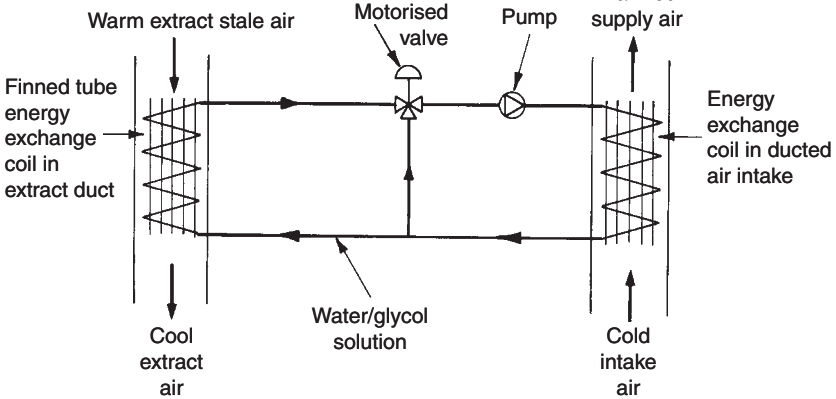 Motorised
valve
Pump
supply air
Warm extract stale air
Finned tube
energy
exchange
coil in
extract duct
Energy
exchange
coil in ducted
air intake
Water/glycol
solution
Cool
extract
air
Cold
intake
air